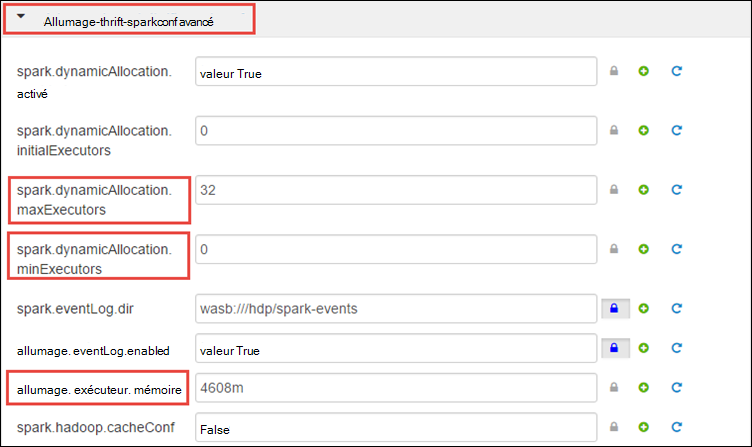 Allumage-thrift-sparkconf avancé
spark.dynamicAllocation.
activé
valeur True
spark.dynamicAllocation.
initialExecutors
0
spark.dynamicAllocation.
maxExecutors
32
spark.dynamicAllocation.
minExecutors
0
spark.eventLog.dir
wasb:///hdp/spark-events
allumage. eventLog.enabled
valeur True
allumage. exécuteur. mémoire
4608m
spark.hadoop.cacheConf
False